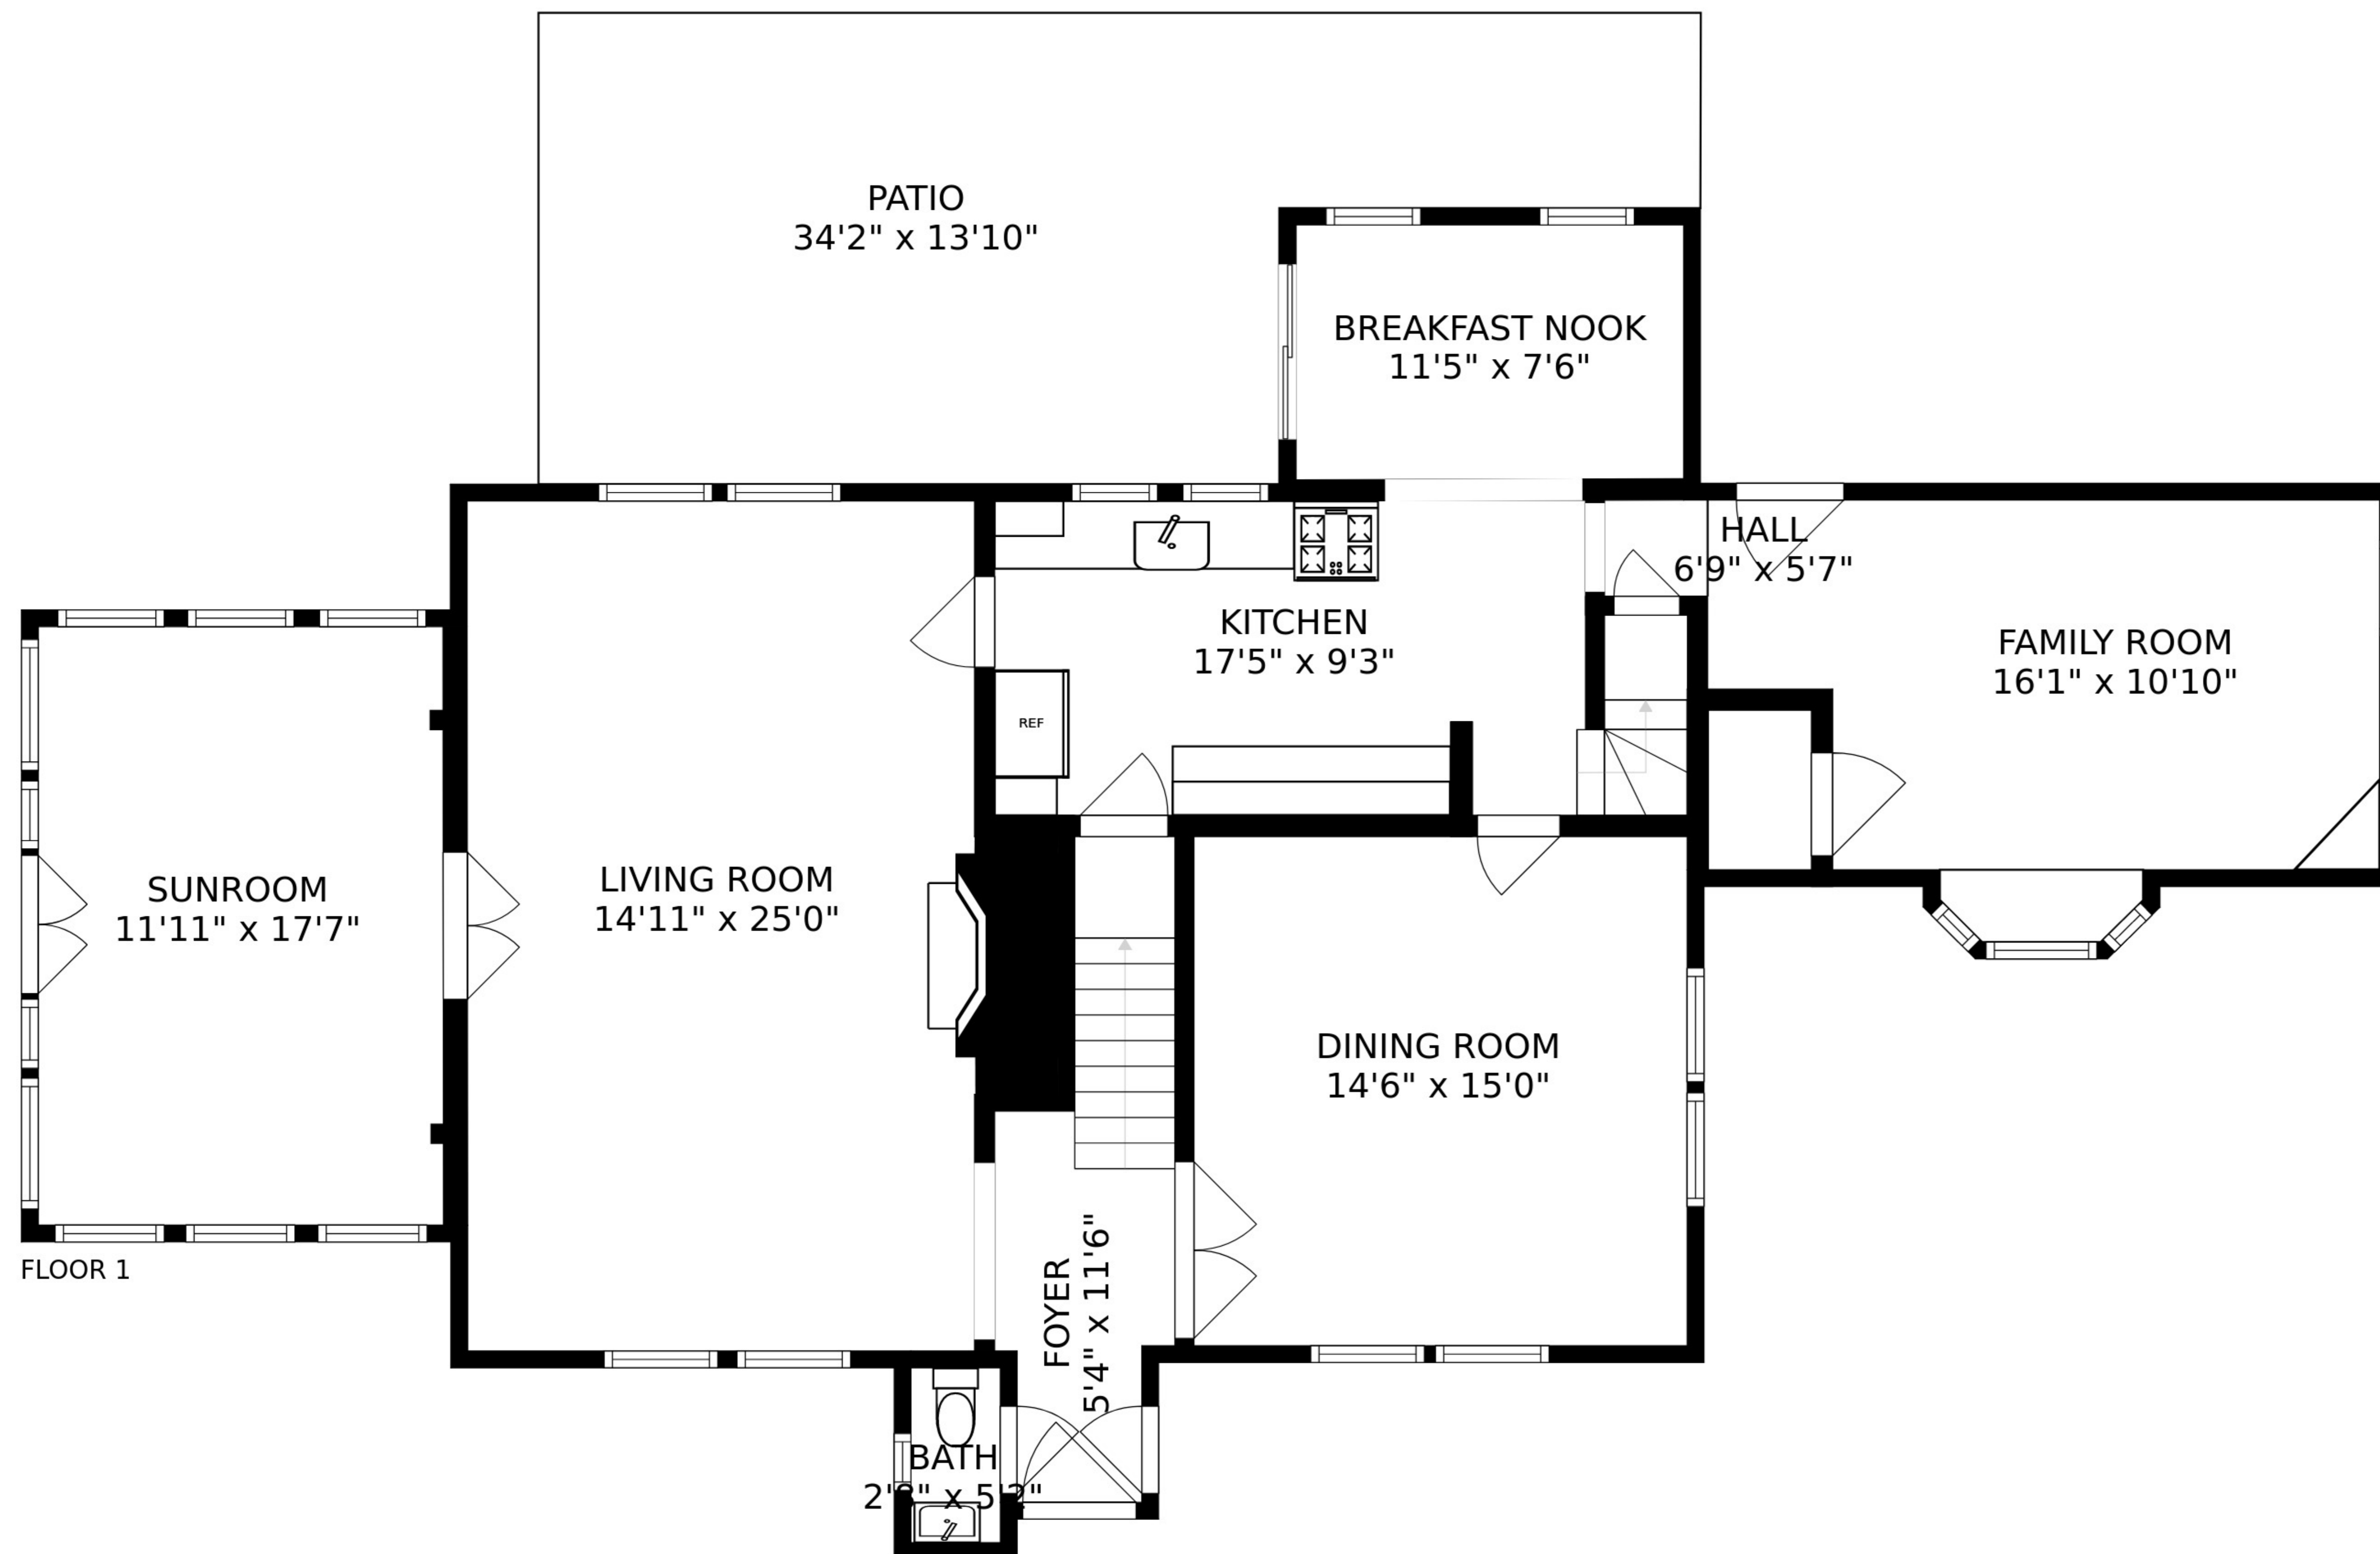 PATIO
34'2" x 13'10"
BREAKFAST NOOK
11'5" x 7'6"
HALL
6'9" x 5'7"
KITCHEN
17'5" x 9'3"
FAMILY ROOM
16'1" x 10'10"
REF
SUNROOM
11'11" x 17'7"
LIVING ROOM
14'11" x 25'0"
DINING ROOM
14'6" x 15'0"
FLOOR 1
FOYER
5'4" x 11'6"
BATH
x 5'2"